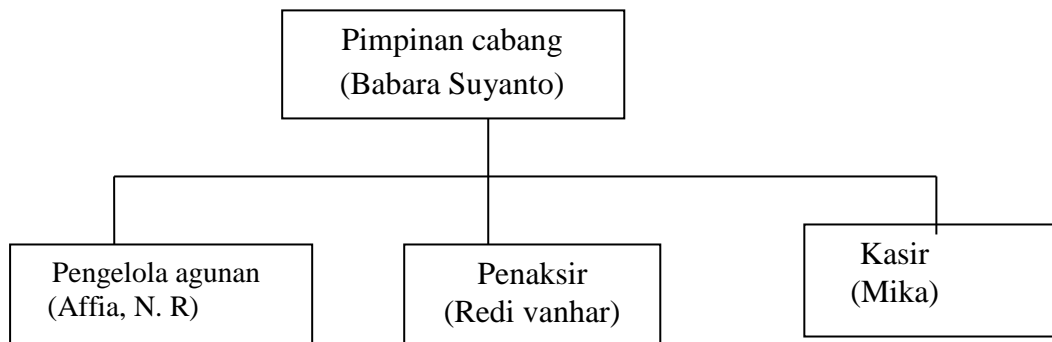 Pimpinan cabang
(Babara Suyanto)
Pengelola agunan
(Affia, N. R)
Penaksir
(Redi vanhar)
Kasir
(Mika)